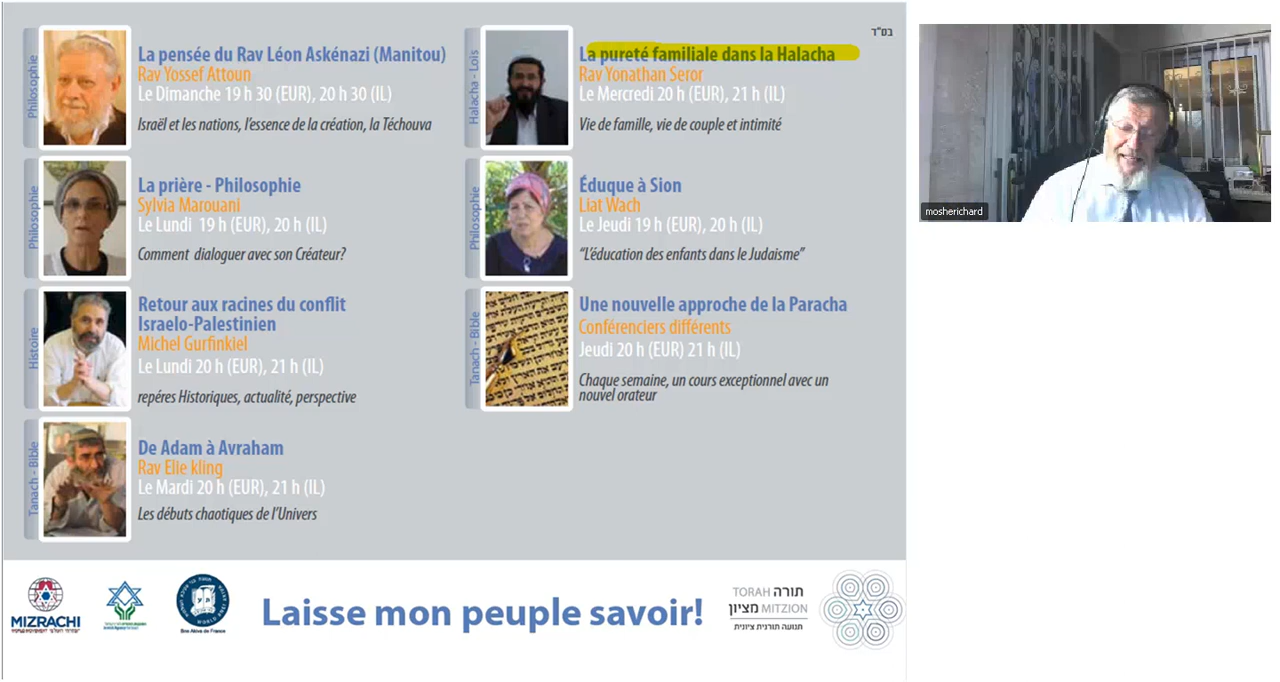 בס"ד
Philosophie
La pensée du Rav Léon Askénazi (Manitou)
Rav Yossef Attoun
Le Dimanche 19 h 30 (EUR), 20 h 30 (IL)
Israël et les nations, l'essence de la création, la Téchouva
Philosophie
La prière - Philosophie
Sylvia Marouani
Le Lundi 19 h (EUR), 20 h (IL)
Comment dialoguer avec son Créateur?
Histoire
Retour aux racines du conflit
Israelo-Palestinien
Michel Gurfinkiel
Le Lundi 20 h (EUR), 21 h (IL)
repéres Historiques, actualité, perspective
Tanach - Bible
De Adam à Avraham
Rav Elie kling
Le Mardi 20 h (EUR), 21 h (IL)
Les débuts chaotiques de l'Univers
Halacha - Lois
La pureté familiale dans la Halacha
Rav Yonathan Seror
Le Mercredi 20 h (EUR), 21 h (IL)
Vie de famille, vie de couple et intimité
Philosophie
Éduque à Sion
Liat Wach
Le Jeudi 19 h (EUR), 20 h (IL)
"L'éducation des enfants dans le Judaisme"
Tanach - Bible
Une nouvelle approche de la Paracha
Conférenciers différents
Jeudi 20 h (EUR) 21 h (IL)
Chaque semaine, un cours exceptionnel avec un
nouvel orateur
MIZRACHI
Bne Akiva de France
Laisse mon peuple savoir!
TORAH תורה
מציון MITZION
תנועה תורנית ציונית
mosherichard